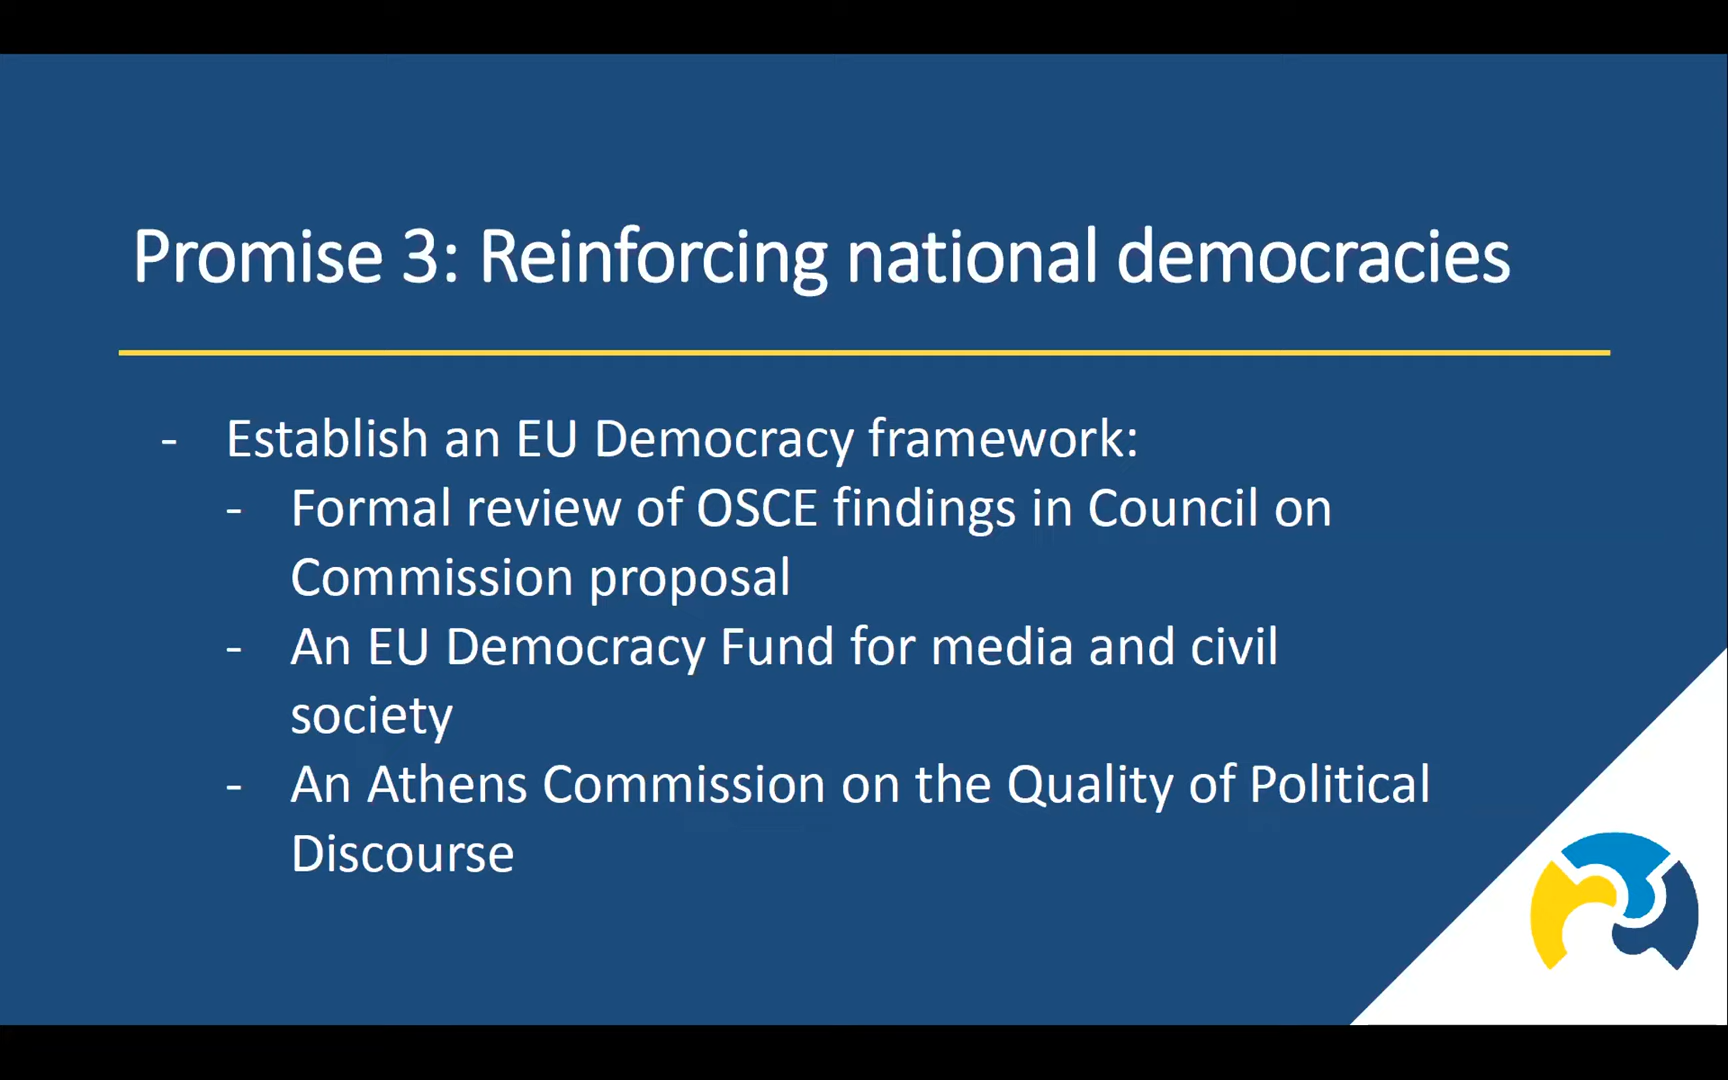 Promise 3: Reinforcing national democracies
- Establish an EU Democracy framework:
- Formal review of OSCE findings in Council on
Commission proposal
- An EU Democracy Fund for media and civil
society
- An Athens Commission on the Quality of Political
Discourse